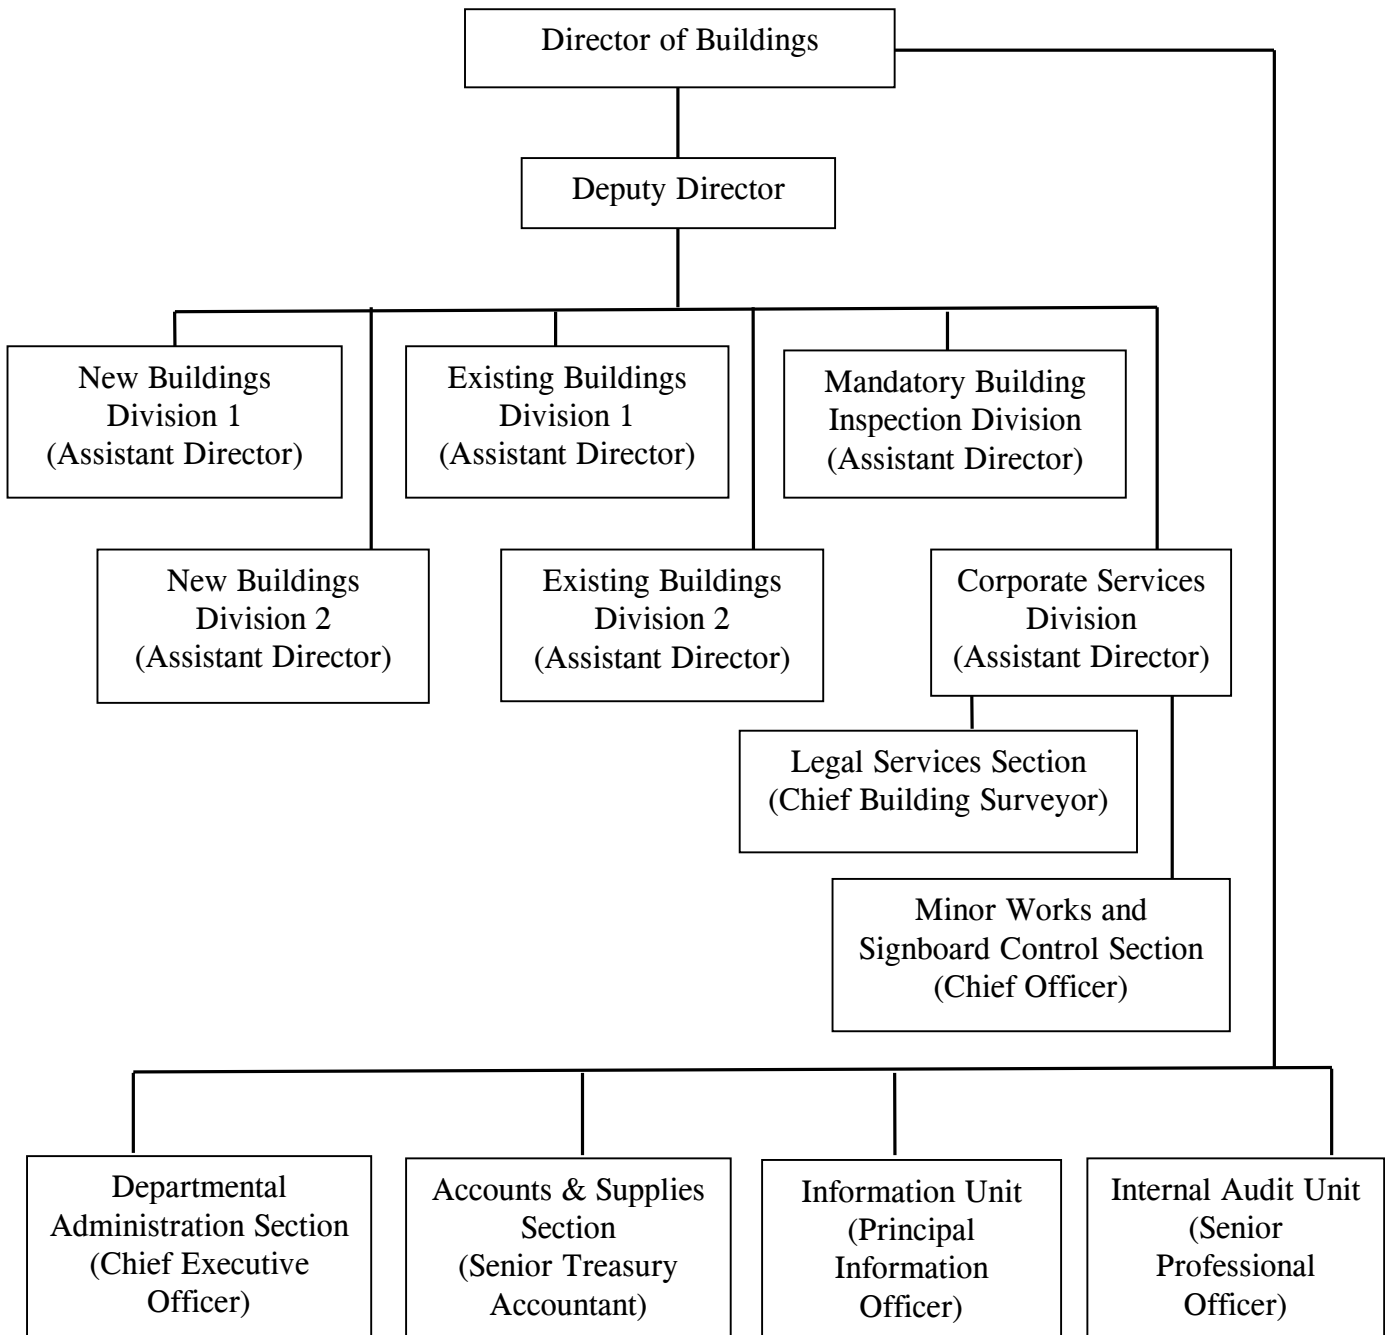 Director of Buildings
Deputy Director
New Buildings
Division 1
(Assistant Director)
Existing Buildings
Division 1
(Assistant Director)
Mandatory Building
Inspection Division
(Assistant Director)
New Buildings
Division 2
(Assistant Director)
Existing Buildings
Division 2
(Assistant Director)
Corporate Services
Division
(Assistant Director)
Legal Services Section
(Chief Building Surveyor)
Minor Works and
Signboard Control Section
(Chief Officer)
Departmental
Administration Section
(Chief Executive
Officer)
Accounts & Supplies
Section
(Senior Treasury
Accountant)
Information Unit
(Principal
Information
Officer)
Internal Audit Unit
(Senior
Professional
Officer)